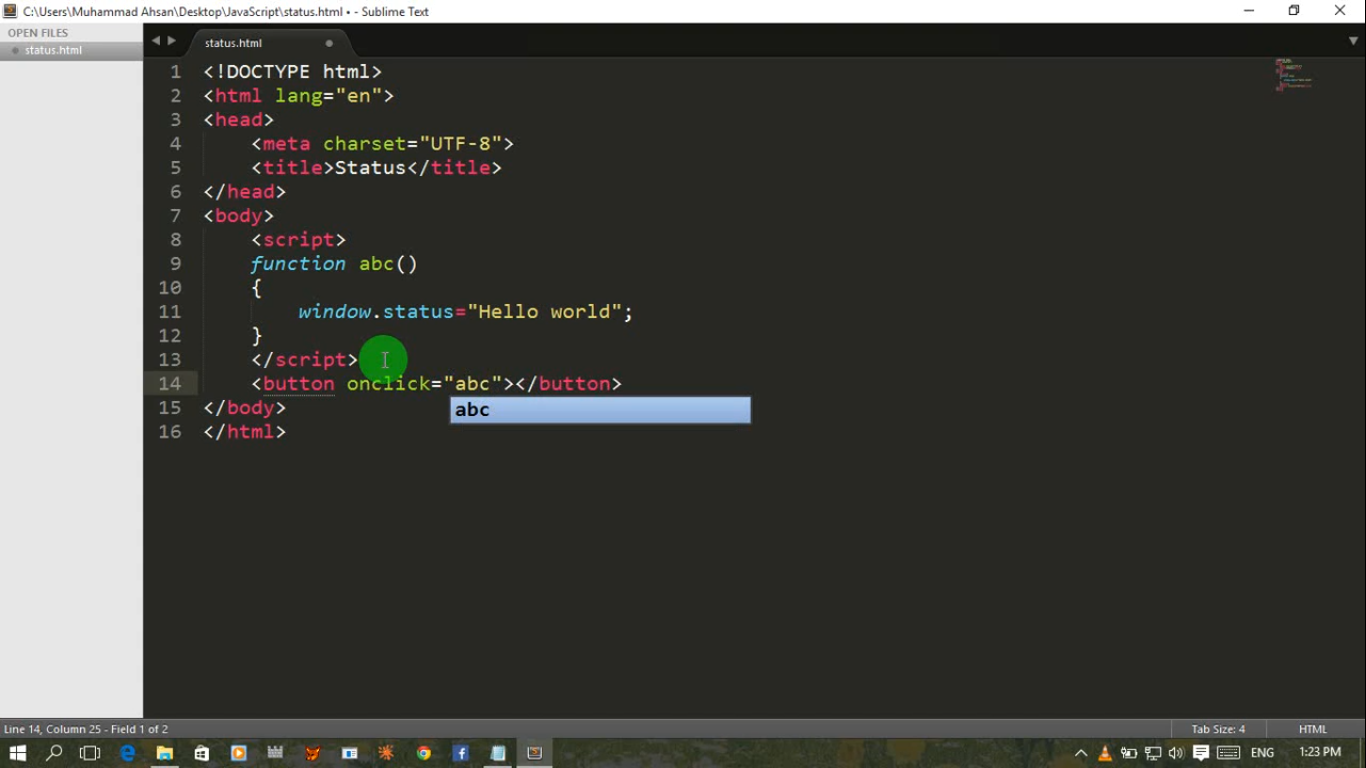 C:\Users\Muhammad Ahsan\Desktop\JavaScript\status.html • - Sublime Text
OPEN FILES
status.html
status.html
1 <!DOCTYPE html>
2 <html lang="en">
3 <head>
4 <meta charset="UTF-8">
5 <title>Status</title>
6 </head>
7 <body>
8 <script>
9 function abc()
10 {
11 window.status="Hello world";
12 }
13 </script>
14 <button onclick="abc"></button>
abc
15 </body>
16 </html>
Line 14, Column 25 - Field 1 of 2
Tab Size: 4
HTML
ENG
1:23 PM